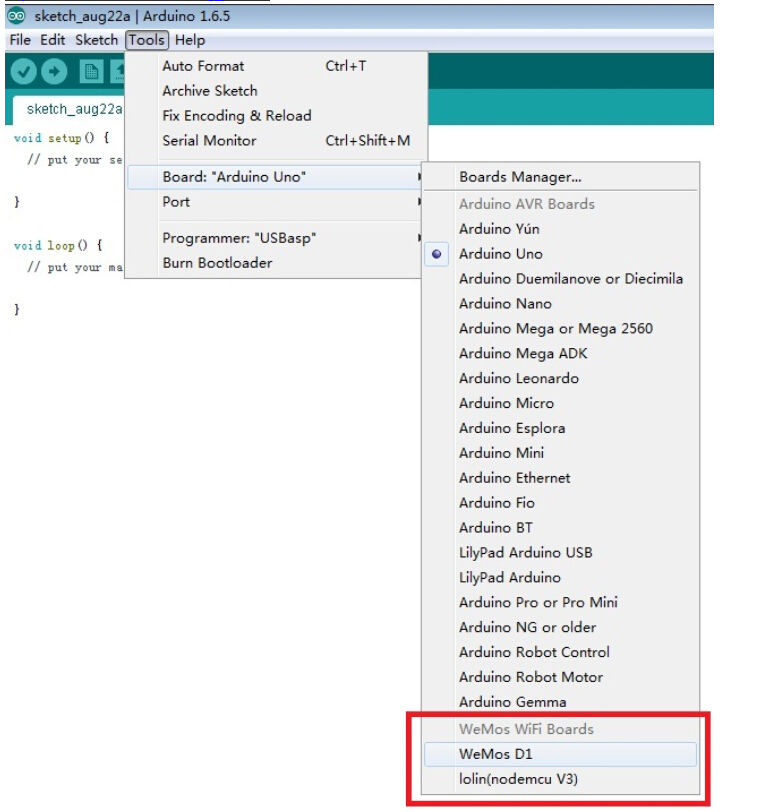 sketch_aug22a | Arduino 1.6.5
File Edit Sketch Tools Help
sketch_aug22a
void setup() {
// put your se
}
void loop() {
// put your ma
}
Auto Format Ctrl+T
Archive Sketch
Fix Encoding & Reload
Serial Monitor Ctrl+Shift+M
Board: "Arduino Uno"
Port
Programmer: "USBasp"
Burn Bootloader
Boards Manager...
Arduino AVR Boards
Arduino Yún
Arduino Uno
Arduino Duemilanove or Diecimila
Arduino Nano
Arduino Mega or Mega 2560
Arduino Mega ADK
Arduino Leonardo
Arduino Micro
Arduino Esplora
Arduino Mini
Arduino Ethernet
Arduino Fio
Arduino BT
LilyPad Arduino USB
LilyPad Arduino
Arduino Pro or Pro Mini
Arduino NG or older
Arduino Robot Control
Arduino Robot Motor
Arduino Gemma
WeMos WiFi Boards
WeMos D1
lolin(nodemcu V3)